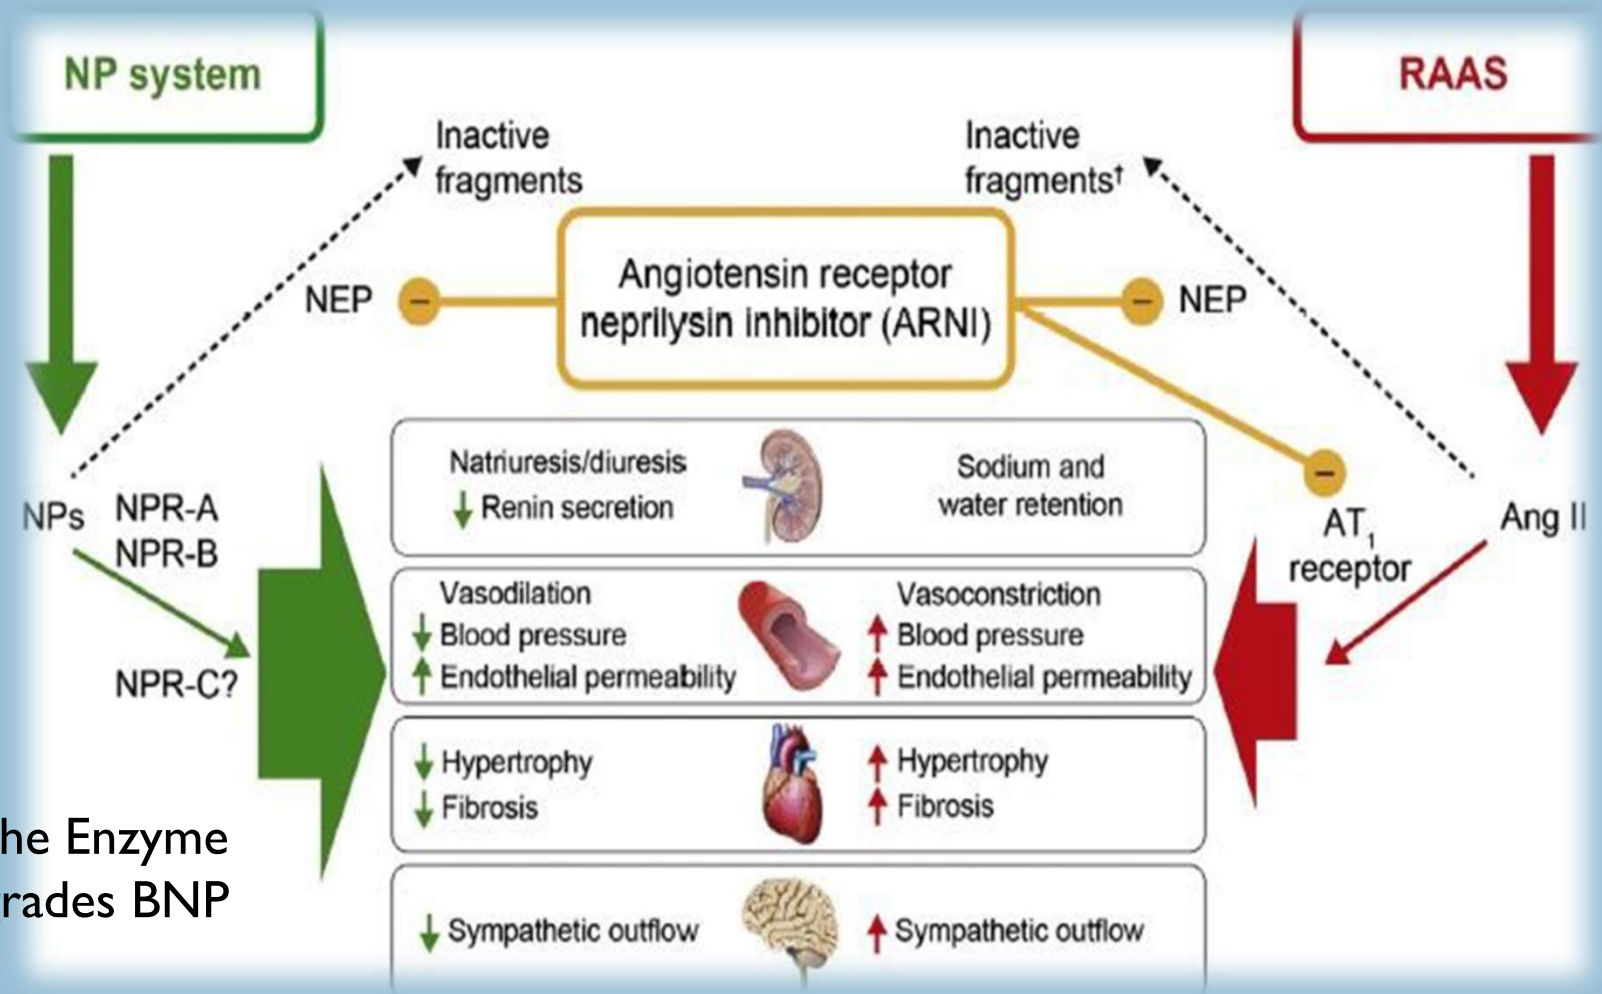 NP system
RAAS
Inactive
fragments
Inactive
fragments†
Angiotensin receptor
neprilysin inhibitor (ARNI)
NEP
−
−
NEP
−
NPs
NPR-A
NPR-B
NPR-C?
AT₁
receptor
Ang II
Natriuresis/diuresis
↓ Renin secretion
Sodium and
water retention
Vasodilation
↓ Blood pressure
↑ Endothelial permeability
Vasoconstriction
↑ Blood pressure
↑ Endothelial permeability
↓ Hypertrophy
↓ Fibrosis
↑ Hypertrophy
↑ Fibrosis
↓ Sympathetic outflow
↑ Sympathetic outflow
he Enzyme
rades BNP